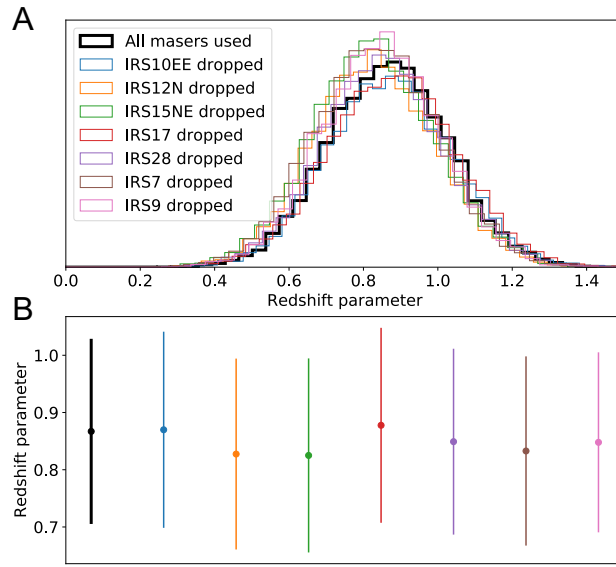 A
All masers used
IRS10EE dropped
IRS12N dropped
IRS15NE dropped
IRS17 dropped
IRS28 dropped
IRS7 dropped
IRS9 dropped
0.0 0.2 0.4 0.6 0.8 1.0 1.2 1.4
Redshift parameter
B
Redshift parameter
1.0
0.9
0.8
0.7